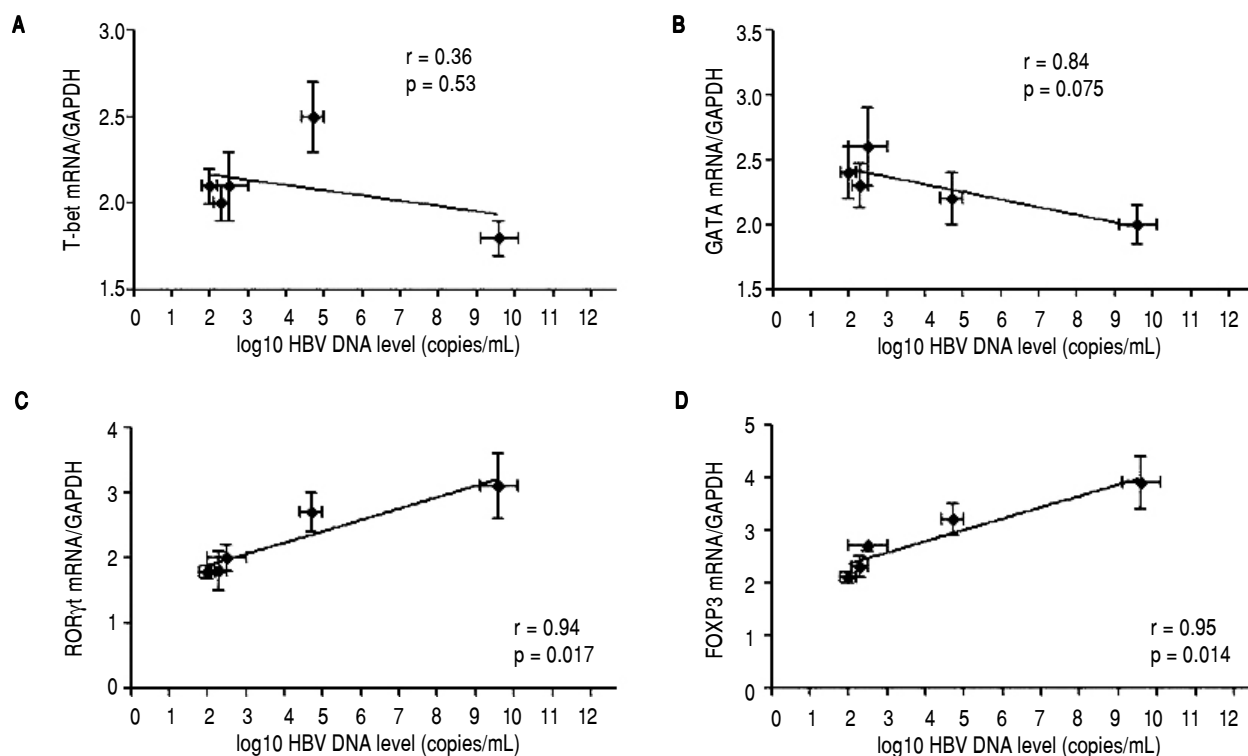 A
T-bet mRNA/GAPDH
3.0
2.5
2.0
1.5
r = 0.36
p = 0.53
0 1 2 3 4 5 6 7 8 9 10 11 12
log10 HBV DNA level (copies/mL)
B
GATA mRNA/GAPDH
3.5
3.0
2.5
2.0
1.5
r = 0.84
p = 0.075
0 1 2 3 4 5 6 7 8 9 10 11 12
log10 HBV DNA level (copies/mL)
C
RORγt mRNA/GAPDH
4
3
2
1
0
r = 0.94
p = 0.017
0 1 2 3 4 5 6 7 8 9 10 11 12
log10 HBV DNA level (copies/mL)
D
FOXP3 mRNA/GAPDH
5
4
3
2
1
0
r = 0.95
p = 0.014
0 1 2 3 4 5 6 7 8 9 10 11 12
log10 HBV DNA level (copies/mL)